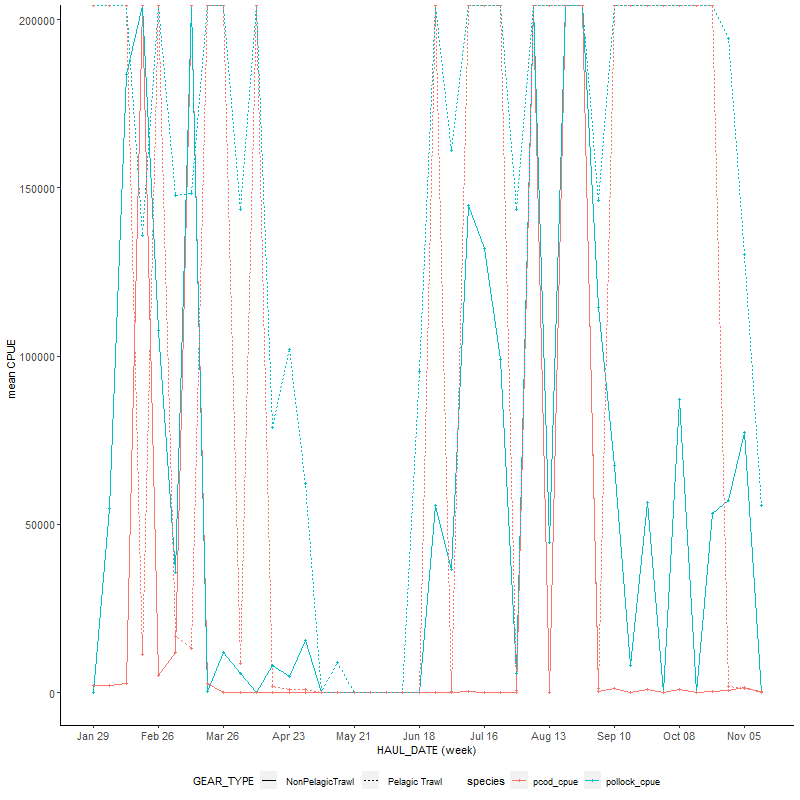 200000
150000
100000
50000
0
mean CPUE
Jan 29 Feb 26 Mar 26 Apr 23 May 21 Jun 18 Jul 16 Aug 13 Sep 10 Oct 08 Nov 05
HAUL_DATE (week)
GEAR_TYPE NonPelagicTrawl Pelagic Trawl species pcod_cpue pollock_cpue